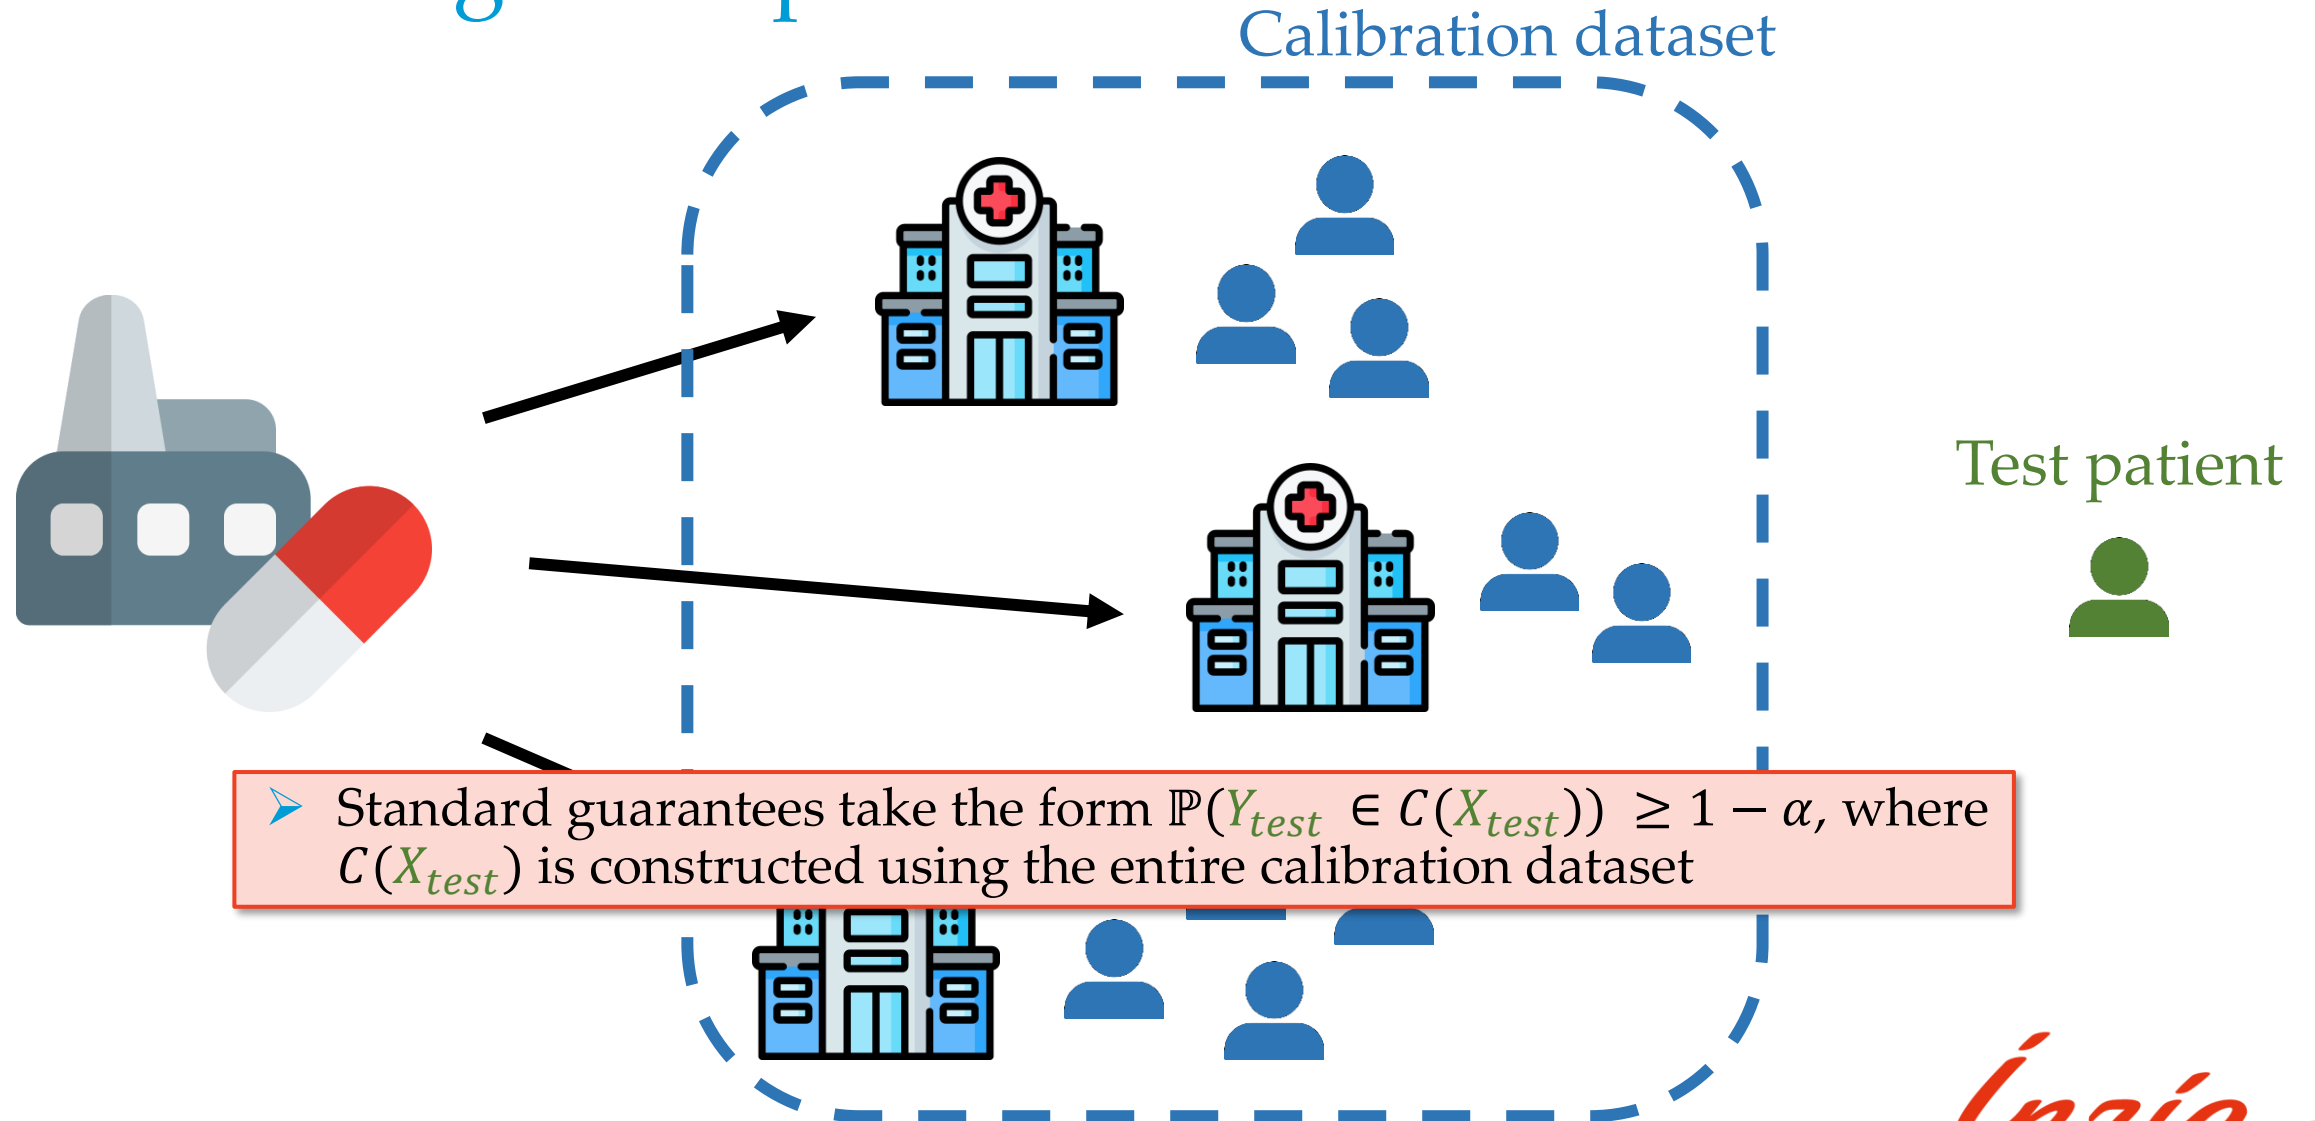 Calibration dataset
Test patient
➢ Standard guarantees take the form ℙ(Y_test ∈ C(X_test)) ≥ 1 − α, where
C(X_test) is constructed using the entire calibration dataset